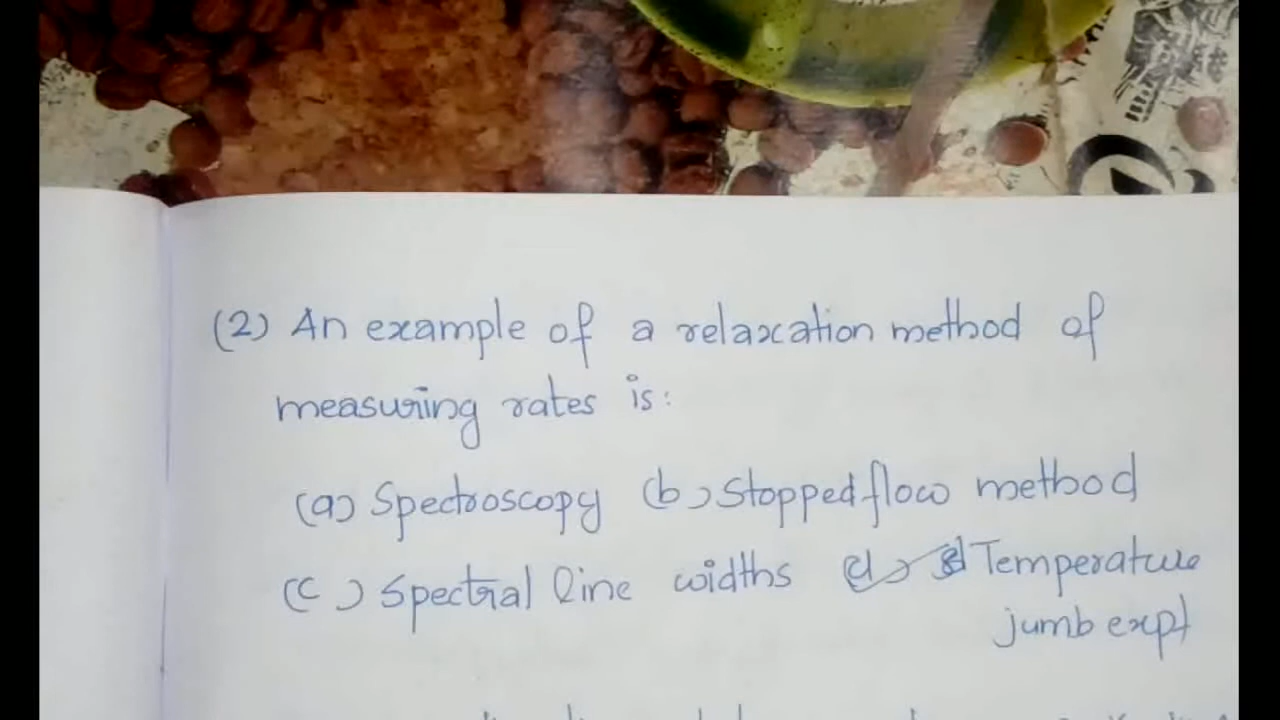 (2) An example of a relaxation method of
measuring rates is:
(a) Spectroscopy (b) Stopped flow method
(c) Spectral line widths (d) Temperature
jumb expt